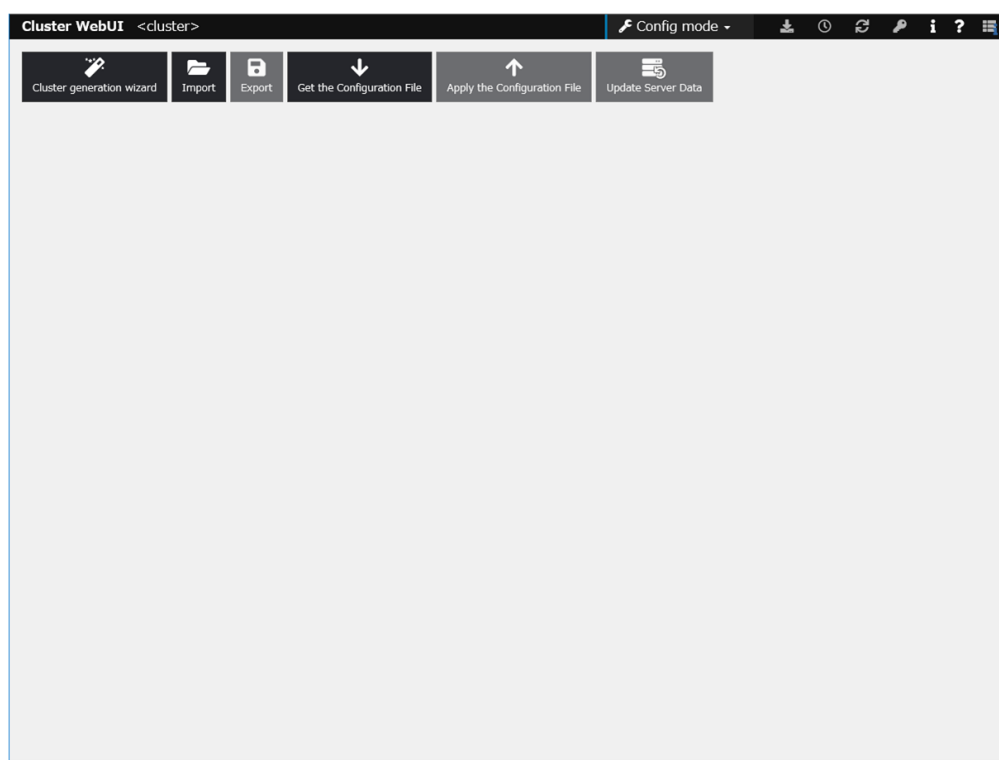 Cluster WebUI <cluster> Config mode i ?
Cluster generation wizard Import Export Get the Configuration File Apply the Configuration File Update Server Data